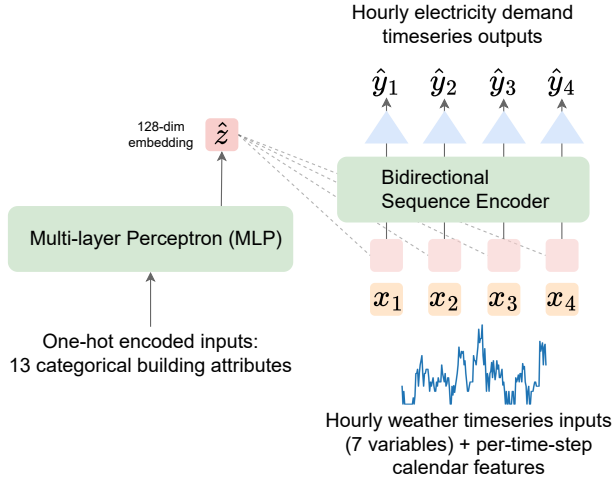 Hourly electricity demand
timeseries outputs
ŷ₁ ŷ₂ ŷ₃ ŷ₄
128-dim
embedding
ẑ
Bidirectional
Sequence Encoder
Multi-layer Perceptron (MLP)
x₁ x₂ x₃ x₄
One-hot encoded inputs:
13 categorical building attributes
Hourly weather timeseries inputs
(7 variables) + per-time-step
calendar features